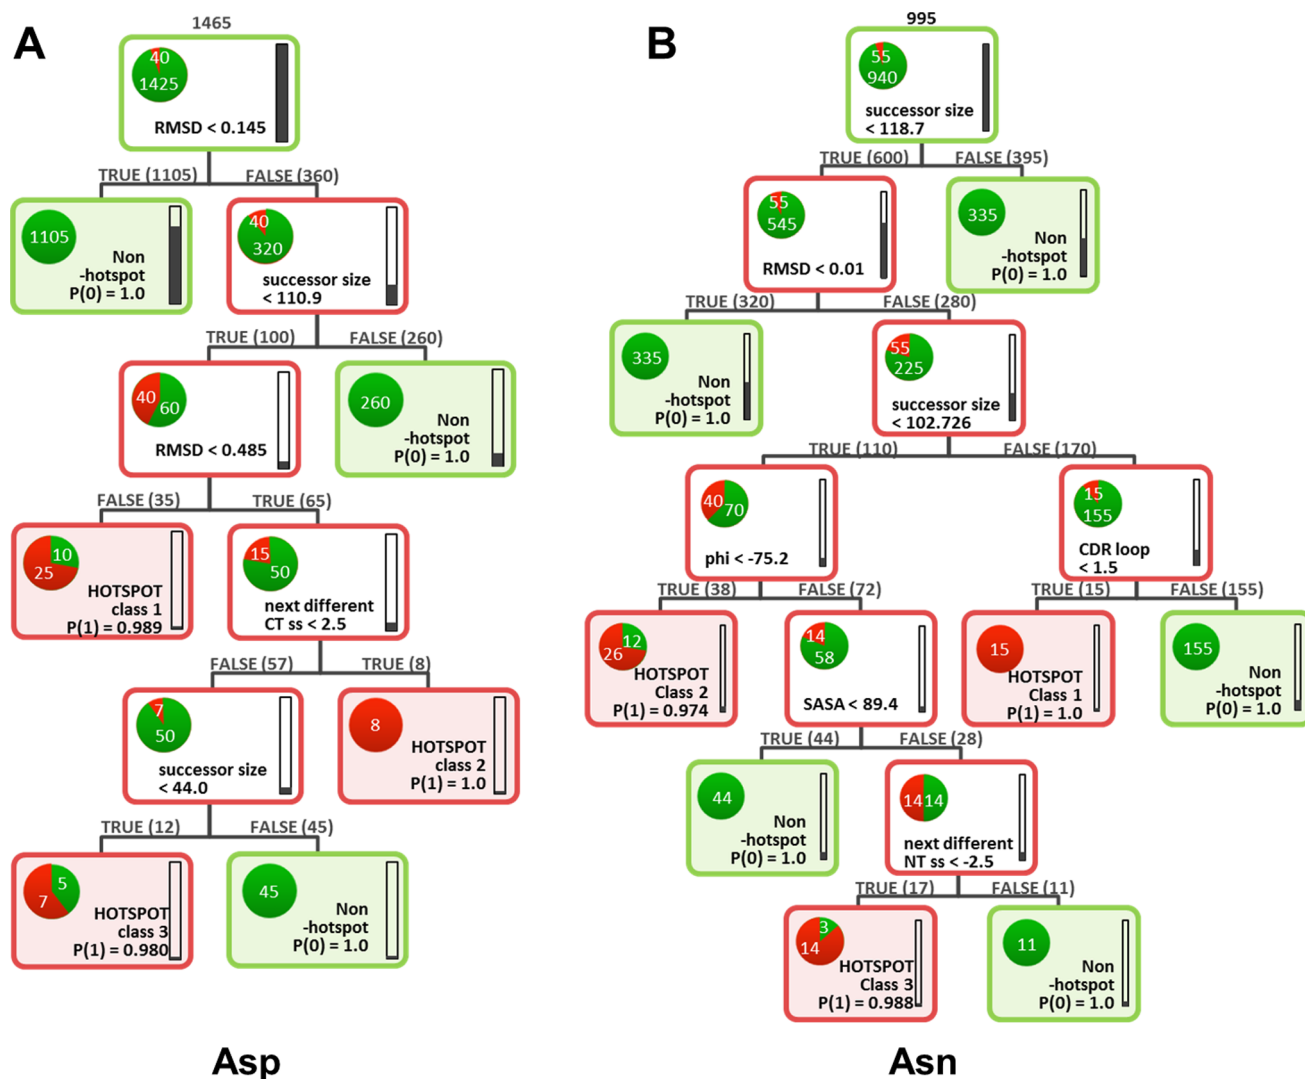 A
1465
40
1425
RMSD < 0.145
TRUE (1105)
FALSE (360)
1105
Non
-hotspot
P(0) = 1.0
40
320
successor size
< 110.9
TRUE (100)
FALSE (260)
40
60
RMSD < 0.485
260
Non
-hotspot
P(0) = 1.0
FALSE (35)
TRUE (65)
10
25
HOTSPOT
class 1
P(1) = 0.989
15
50
next different
CT ss < 2.5
FALSE (57)
TRUE (8)
7
50
successor size
< 44.0
8
HOTSPOT
class 2
P(1) = 1.0
TRUE (12)
FALSE (45)
5
7
HOTSPOT
class 3
P(1) = 0.980
45
Non
-hotspot
P(0) = 1.0
Asp
B
995
55
940
successor size
< 118.7
TRUE (600)
FALSE (395)
55
545
RMSD < 0.01
335
Non
-hotspot
P(0) = 1.0
TRUE (320)
FALSE (280)
335
Non
-hotspot
P(0) = 1.0
55
225
successor size
< 102.726
TRUE (110)
FALSE (170)
40
70
phi < -75.2
15
155
CDR loop
< 1.5
TRUE (38)
FALSE (72)
TRUE (15)
FALSE (155)
12
26
HOTSPOT
Class 2
P(1) = 0.974
14
58
SASA < 89.4
15
HOTSPOT
Class 1
P(1) = 1.0
155
Non
-hotspot
P(0) = 1.0
TRUE (44)
FALSE (28)
44
Non
-hotspot
P(0) = 1.0
14 14
next different
NT ss < -2.5
TRUE (17)
FALSE (11)
3
14
HOTSPOT
Class 3
P(1) = 0.988
11
Non
-hotspot
P(0) = 1.0
Asn